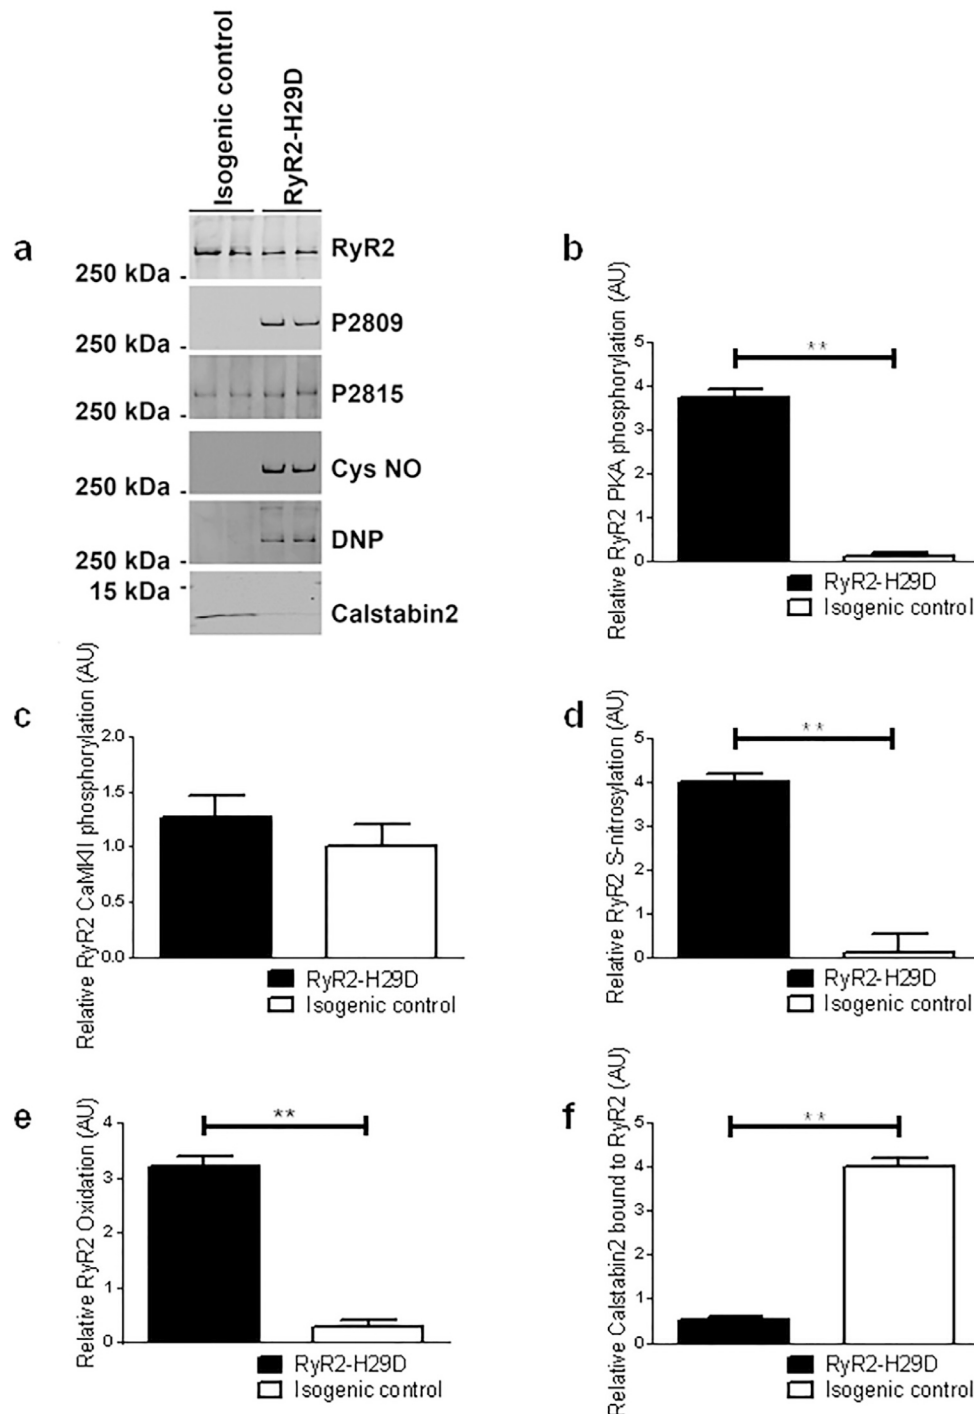 Isogenic control
RyR2-H29D
a
RyR2
250 kDa -
P2809
250 kDa -
P2815
250 kDa -
Cys NO
250 kDa -
DNP
250 kDa -
15 kDa -
Calstabin2
b
Relative RyR2 PKA phosphorylation (AU)
5
4
3
2
1
0
**
RyR2-H29D
Isogenic control
c
Relative RyR2 CaMKII phosphorylation (AU)
2.0
1.5
1.0
0.5
0.0
RyR2-H29D
Isogenic control
d
Relative RyR2 S-nitrosylation (AU)
5
4
3
2
1
0
**
RyR2-H29D
Isogenic control
e
Relative RyR2 Oxidation (AU)
4
3
2
1
0
**
RyR2-H29D
Isogenic control
f
Relative Calstabin2 bound to RyR2 (AU)
5
4
3
2
1
0
**
RyR2-H29D
Isogenic control